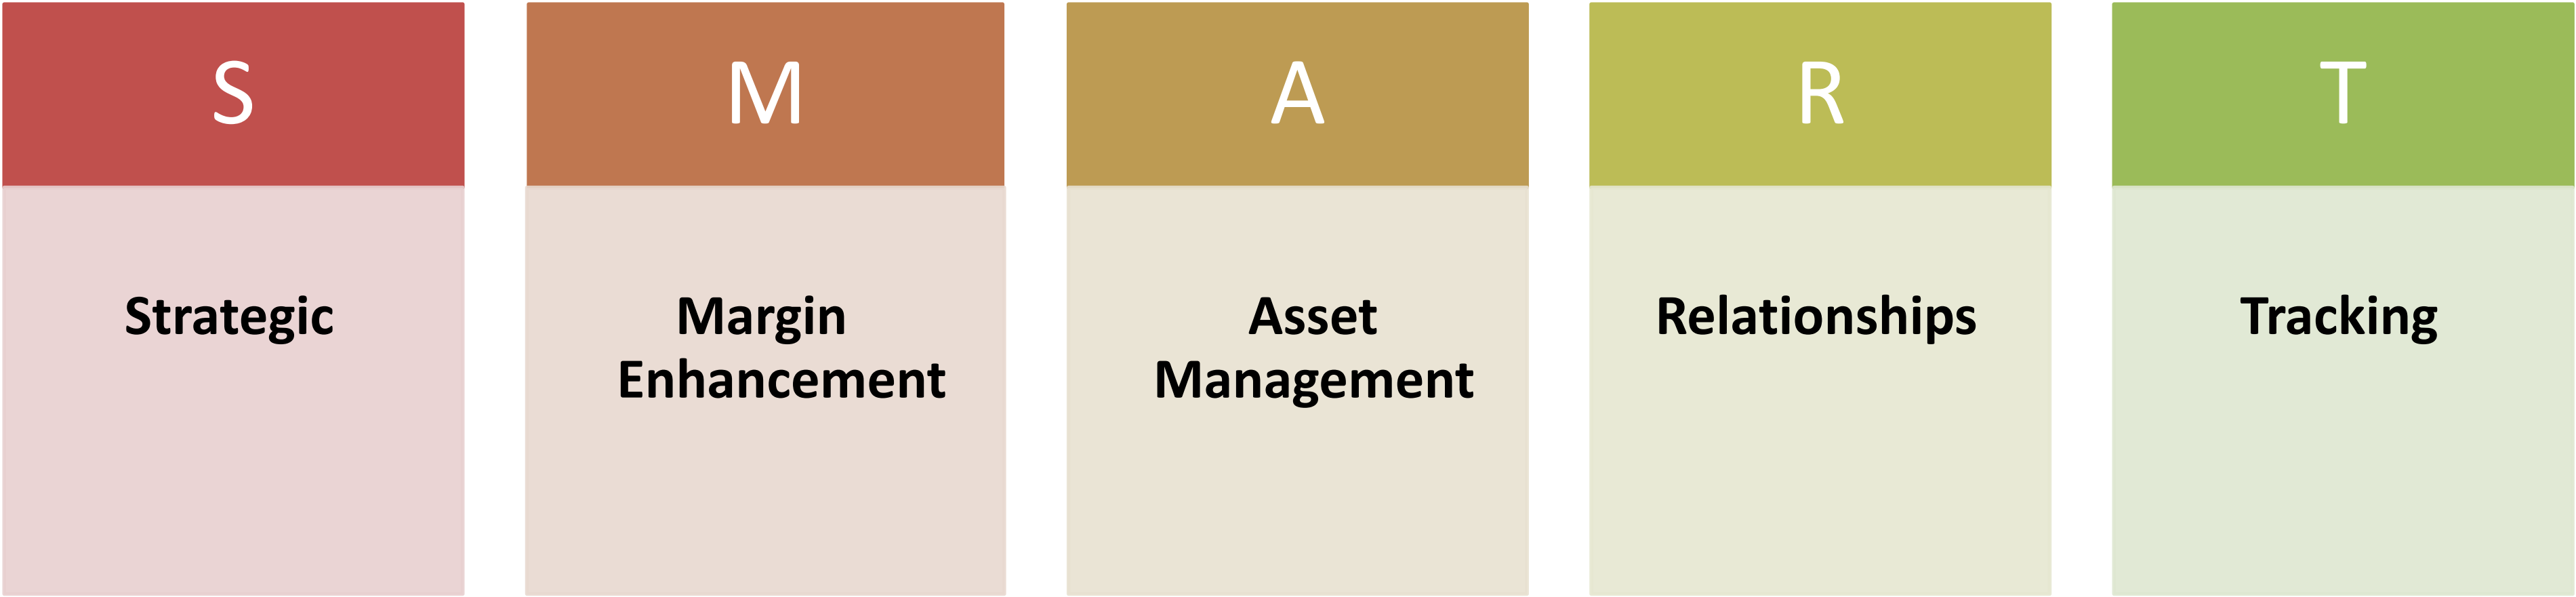 S
Strategic
M
Margin
Enhancement
A
Asset
Management
R
Relationships
T
Tracking